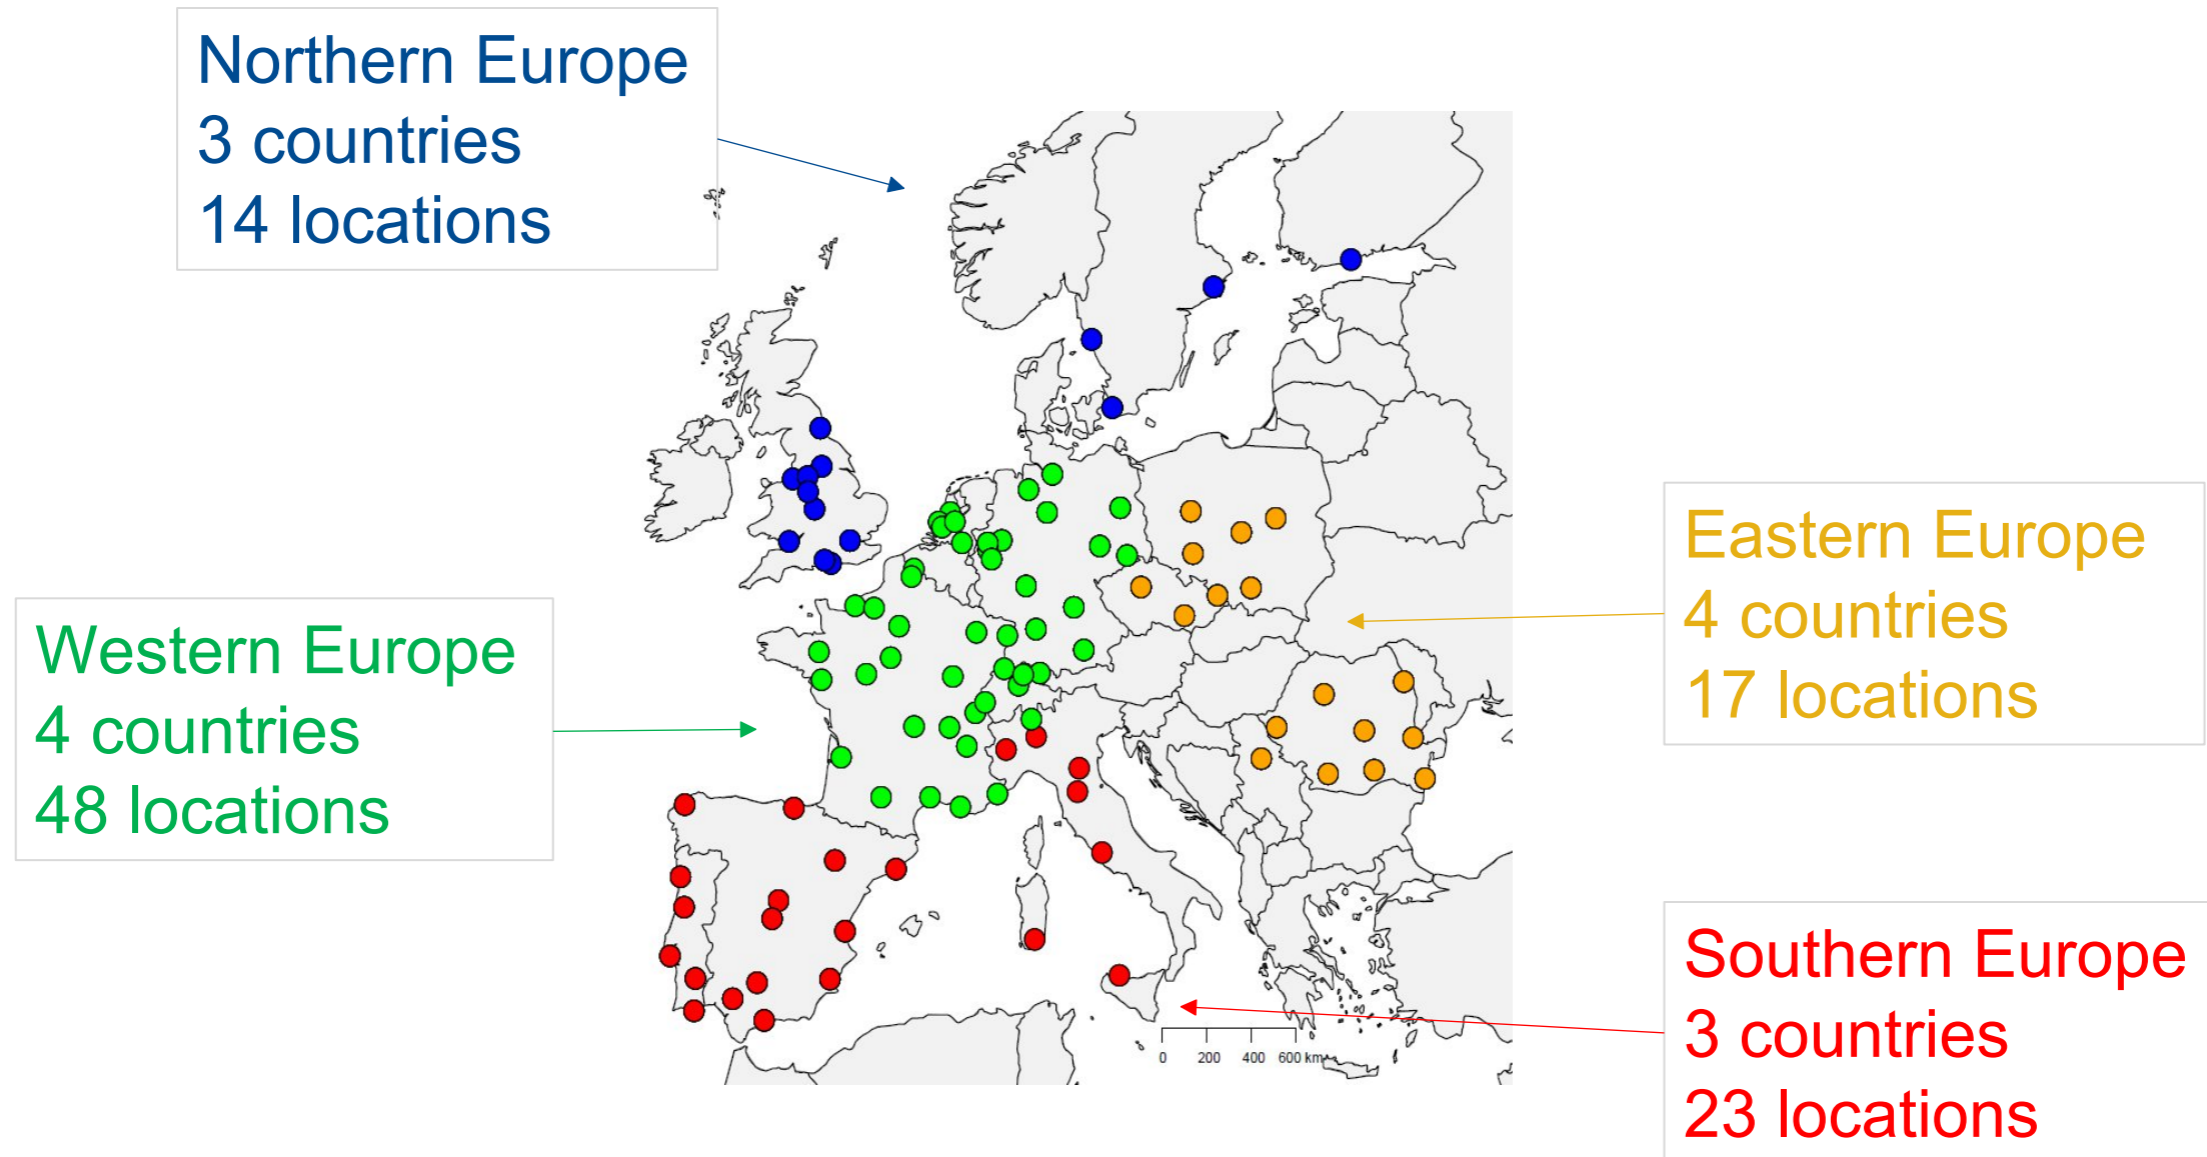 Northern Europe
3 countries
14 locations
Western Europe
4 countries
48 locations
Eastern Europe
4 countries
17 locations
Southern Europe
3 countries
23 locations
0 200 400 600 km